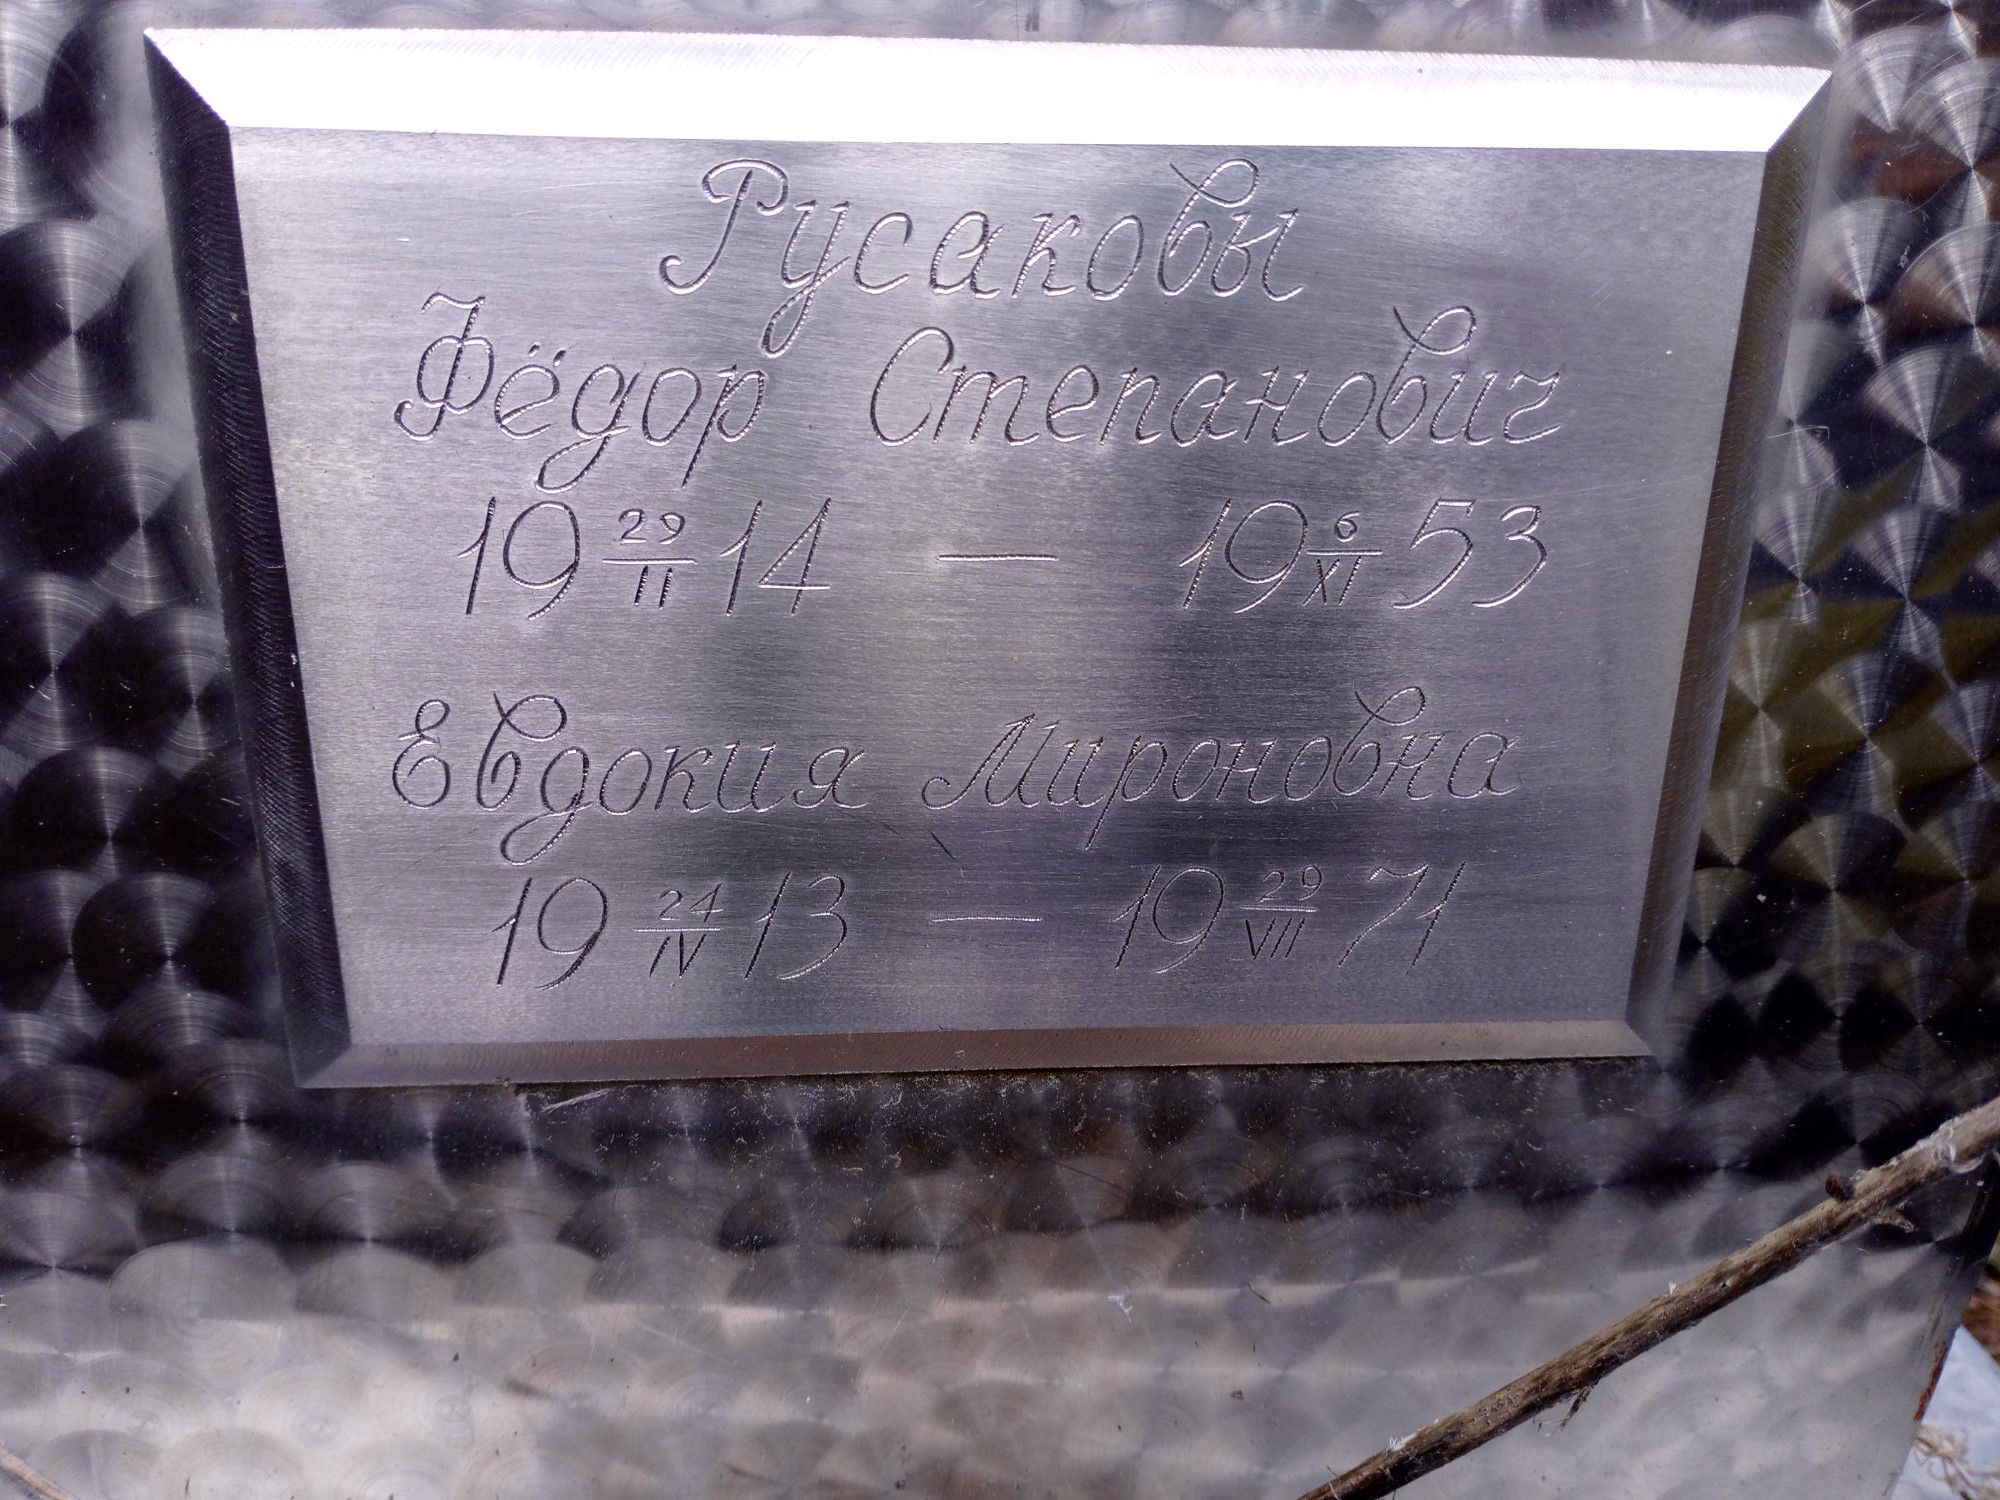 Русаковы
Фёдор Степанович
19 29/II 14 — 19 6/XI 53
Евдокия Мироновна
19 24/IV 13 — 19 29/VII 71